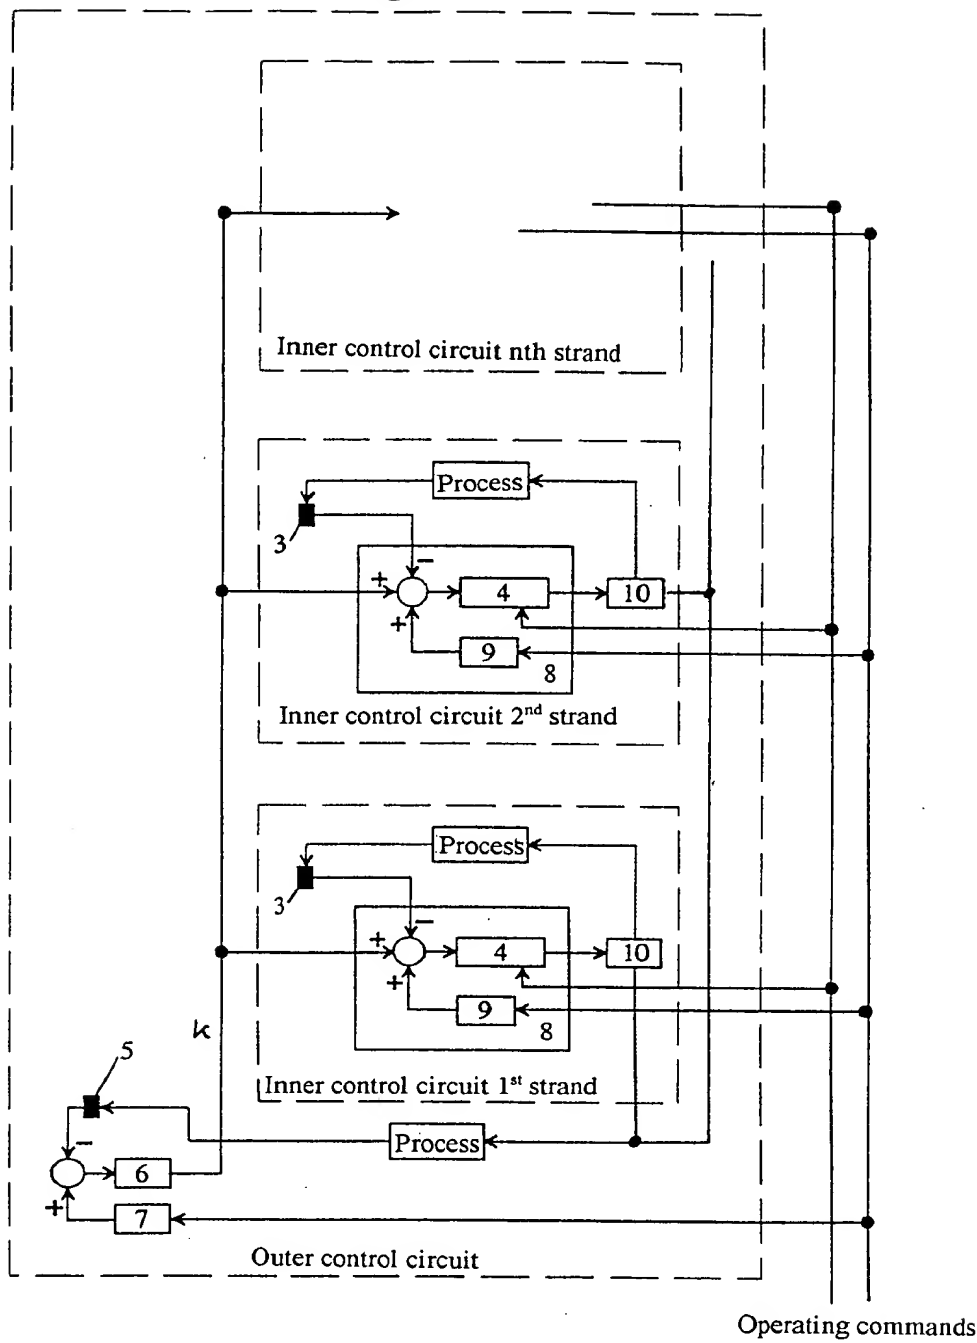 Inner control circuit nth strand
Process
3
+
−
4
10
+
9
8
Inner control circuit 2nd strand
Process
3
+
−
4
10
+
9
8
Inner control circuit 1st strand
k
5
Process
−
6
+
7
Outer control circuit
Operating commands